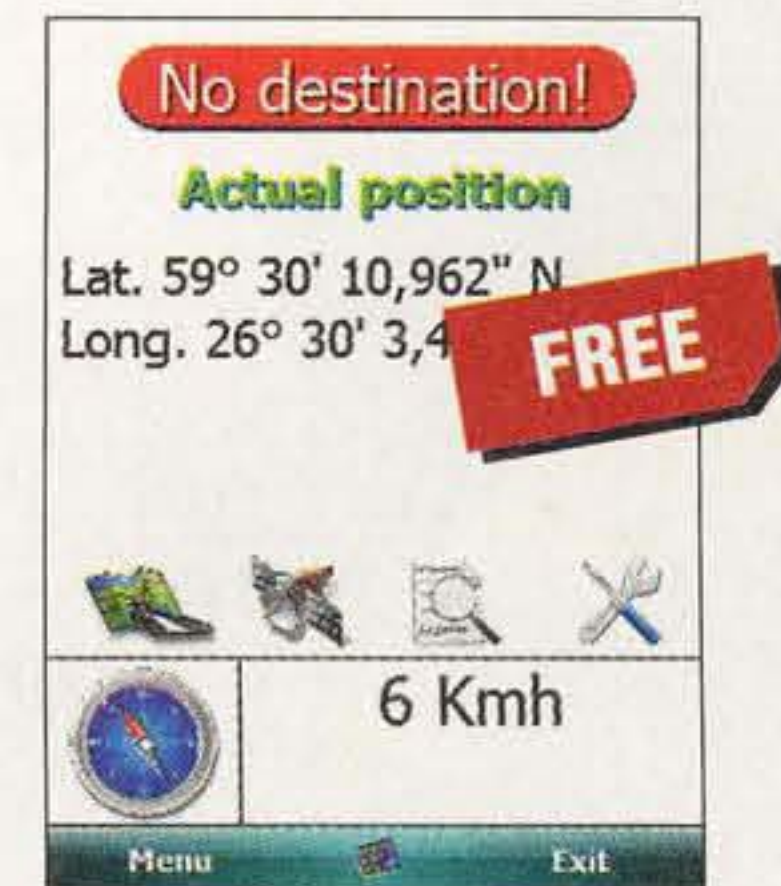 No destination!
Actual position
Lat. 59° 30' 10,962" N
Long. 26° 30' 3,4
FREE
6 Kmh
Menu
Exit